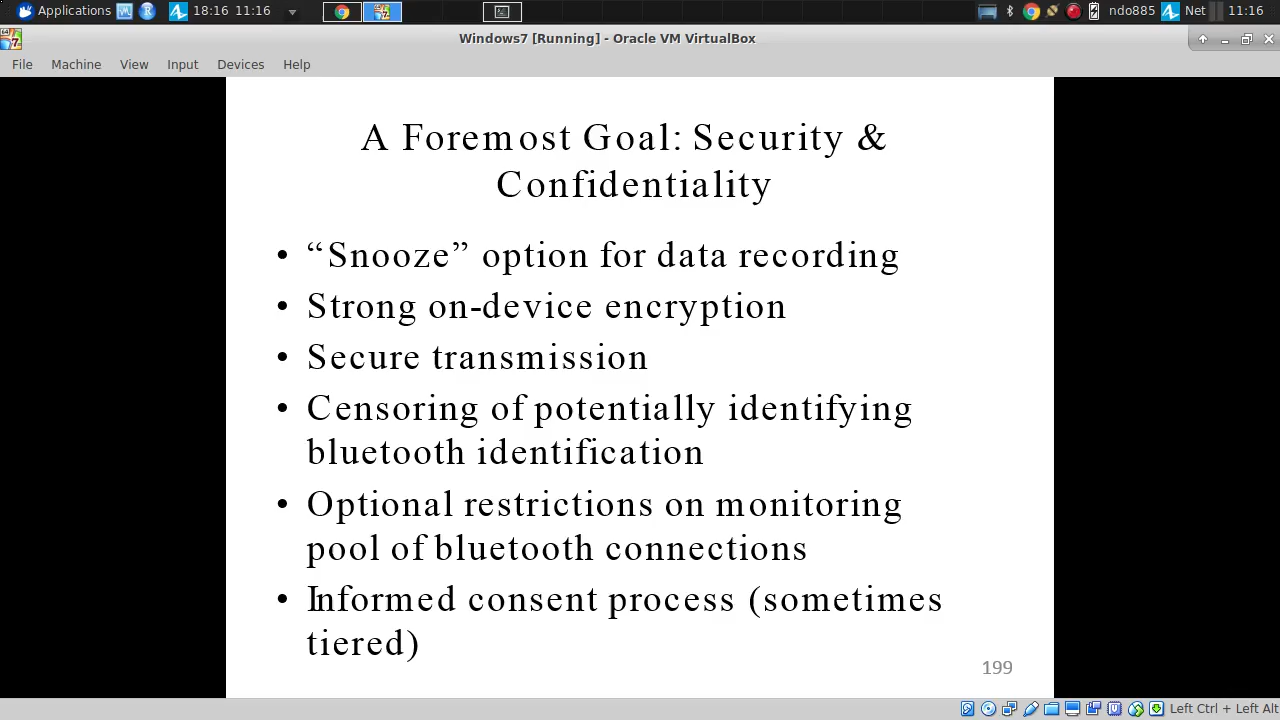 Applications 18:16 11:16 ndo885 Net 11:16
Windows7 [Running] - Oracle VM VirtualBox
File Machine View Input Devices Help
A Foremost Goal: Security &
Confidentiality
• “Snooze” option for data recording
• Strong on-device encryption
• Secure transmission
• Censoring of potentially identifying
bluetooth identification
• Optional restrictions on monitoring
pool of bluetooth connections
• Informed consent process (sometimes
tiered)
199
Left Ctrl + Left Alt